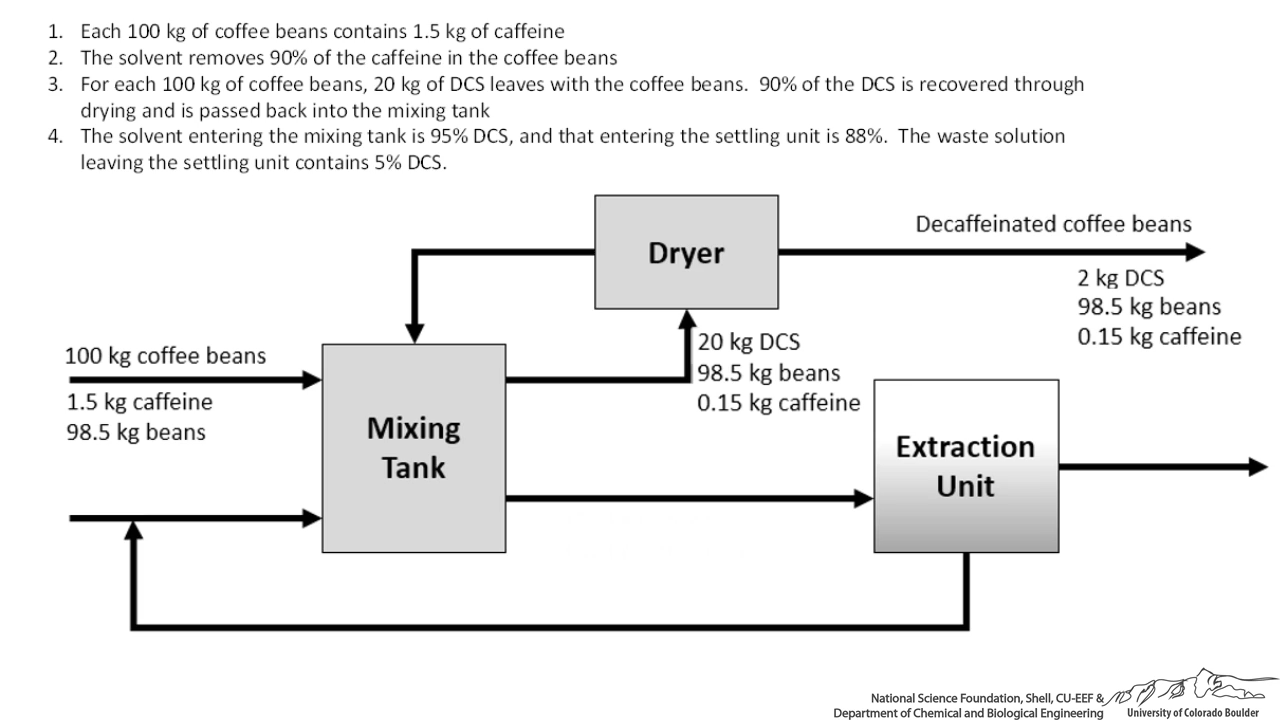 1. Each 100 kg of coffee beans contains 1.5 kg of caffeine
2. The solvent removes 90% of the caffeine in the coffee beans
3. For each 100 kg of coffee beans, 20 kg of DCS leaves with the coffee beans. 90% of the DCS is recovered through
drying and is passed back into the mixing tank
4. The solvent entering the mixing tank is 95% DCS, and that entering the settling unit is 88%. The waste solution
leaving the settling unit contains 5% DCS.
Dryer
Decaffeinated coffee beans
2 kg DCS
98.5 kg beans
0.15 kg caffeine
20 kg DCS
98.5 kg beans
0.15 kg caffeine
100 kg coffee beans
1.5 kg caffeine
98.5 kg beans
Mixing
Tank
Extraction
Unit
National Science Foundation, Shell, CU-EEF &
Department of Chemical and Biological Engineering
University of Colorado Boulder